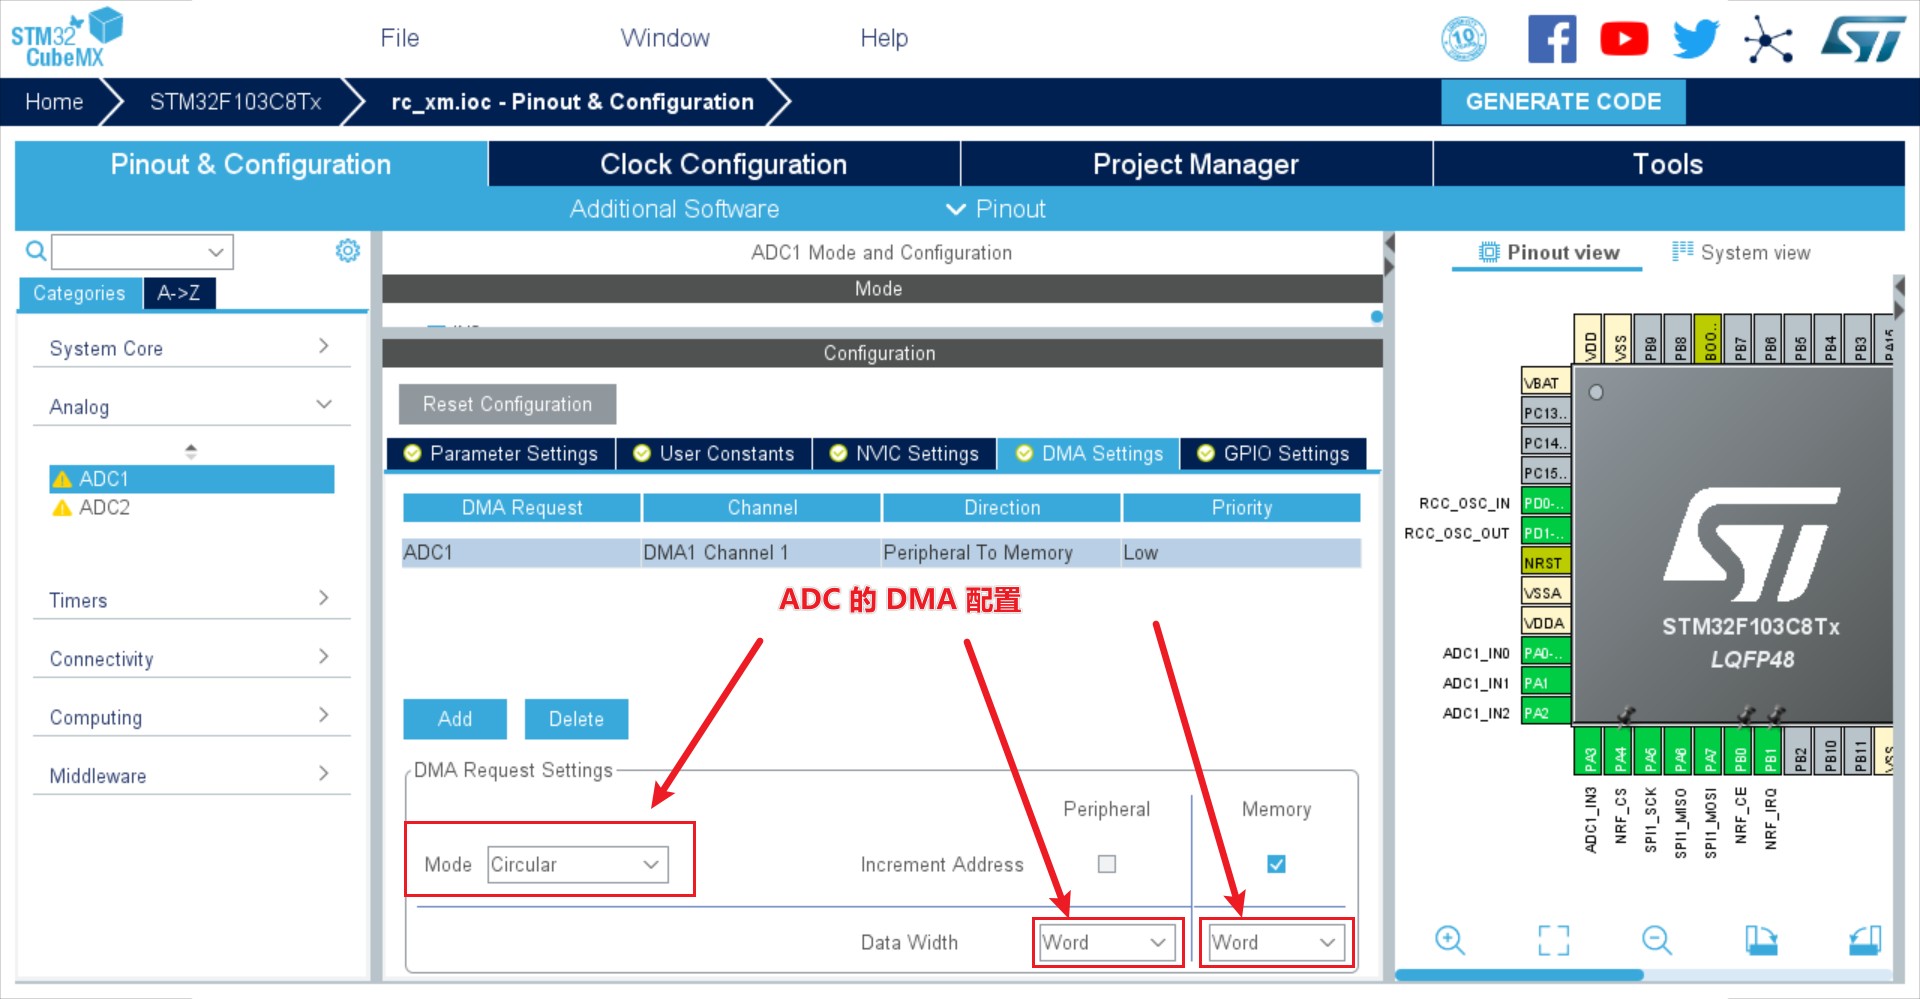 STM32
CubeMX
File
Window
Help
10
ST
Home
STM32F103C8Tx
rc_xm.ioc - Pinout & Configuration
GENERATE CODE
Pinout & Configuration
Clock Configuration
Project Manager
Tools
Additional Software
Pinout
Categories
A->Z
System Core
Analog
ADC1
ADC2
Timers
Connectivity
Computing
Middleware
ADC1 Mode and Configuration
Mode
Configuration
Reset Configuration
Parameter Settings
User Constants
NVIC Settings
DMA Settings
GPIO Settings
DMA Request
Channel
Direction
Priority
ADC1
DMA1 Channel 1
Peripheral To Memory
Low
ADC 的 DMA 配置
Add
Delete
DMA Request Settings
Peripheral
Memory
Mode
Circular
Increment Address
Data Width
Word
Word
Pinout view
System view
VDD
VSS
PB9
PB8
BOO..
PB7
PB6
PB5
PB4
PB3
PA15
VBAT
PC13..
PC14..
PC15..
RCC_OSC_IN
PD0-..
RCC_OSC_OUT
PD1-..
NRST
VSSA
VDDA
ADC1_IN0
PA0-..
ADC1_IN1
PA1
ADC1_IN2
PA2
ST
STM32F103C8Tx
LQFP48
PA3
PA4
PA5
PA6
PA7
PB0
PB1
PB2
PB10
PB11
VSS
ADC1_IN3
NRF_CS
SPI1_SCK
SPI1_MISO
SPI1_MOSI
NRF_CE
NRF_IRQ